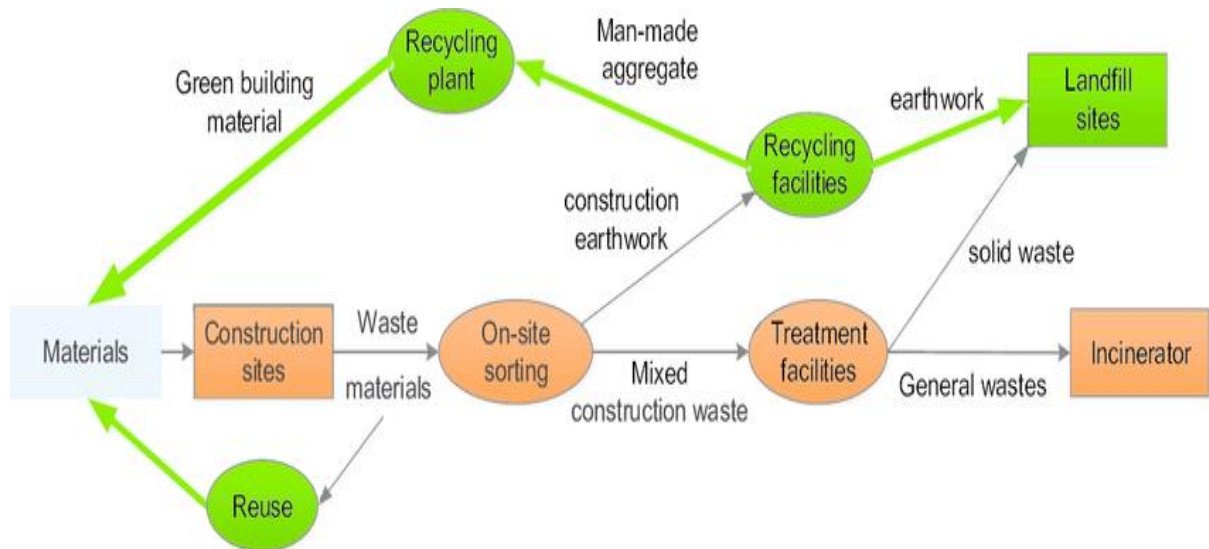 Recycling
plant
Man-made
aggregate
Green building
material
earthwork
Landfill
sites
Recycling
facilities
construction
earthwork
solid waste
Materials
Construction
sites
Waste
materials
On-site
sorting
Mixed
construction waste
Treatment
facilities
General wastes
Incinerator
Reuse